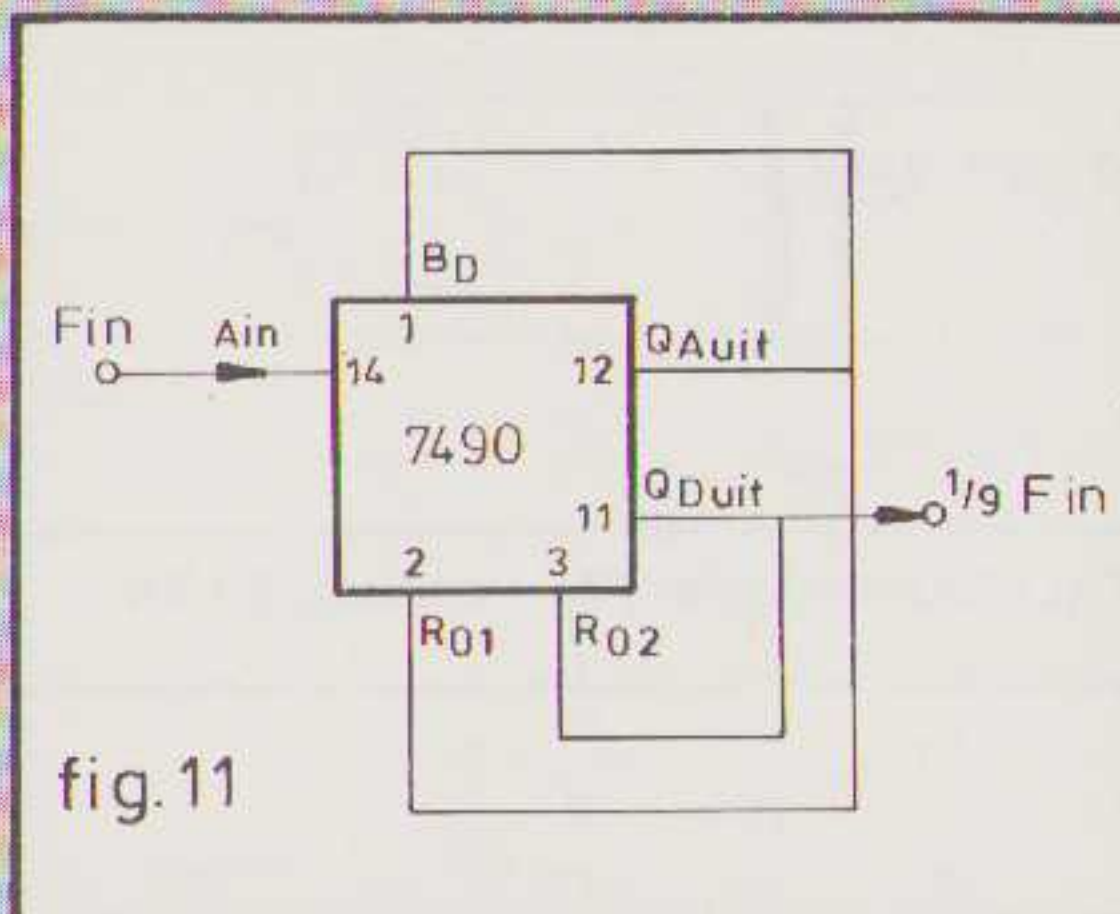 BD
Fin
Ain
1
QAuit
14
12
7490
QDuit
1/9 Fin
11
2
3
R01
R02
fig. 11